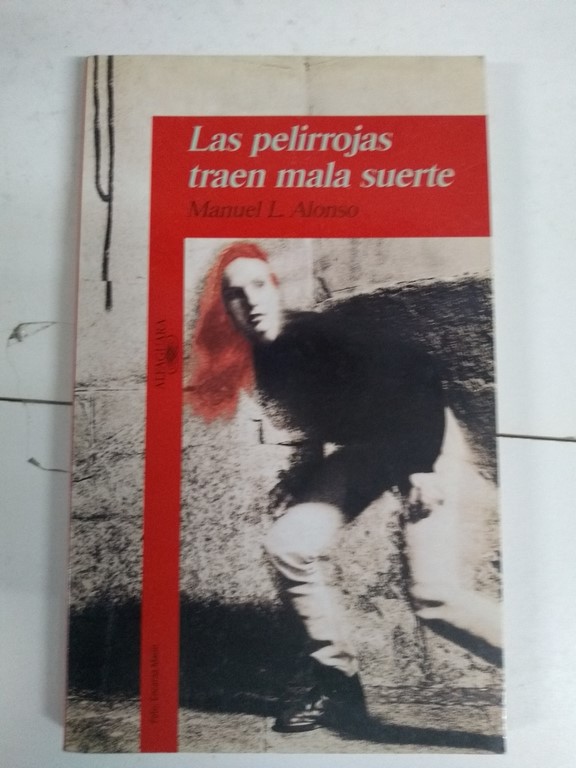 Las pelirrojas
traen mala suerte
Manuel L. Alonso
ALFAGUARA